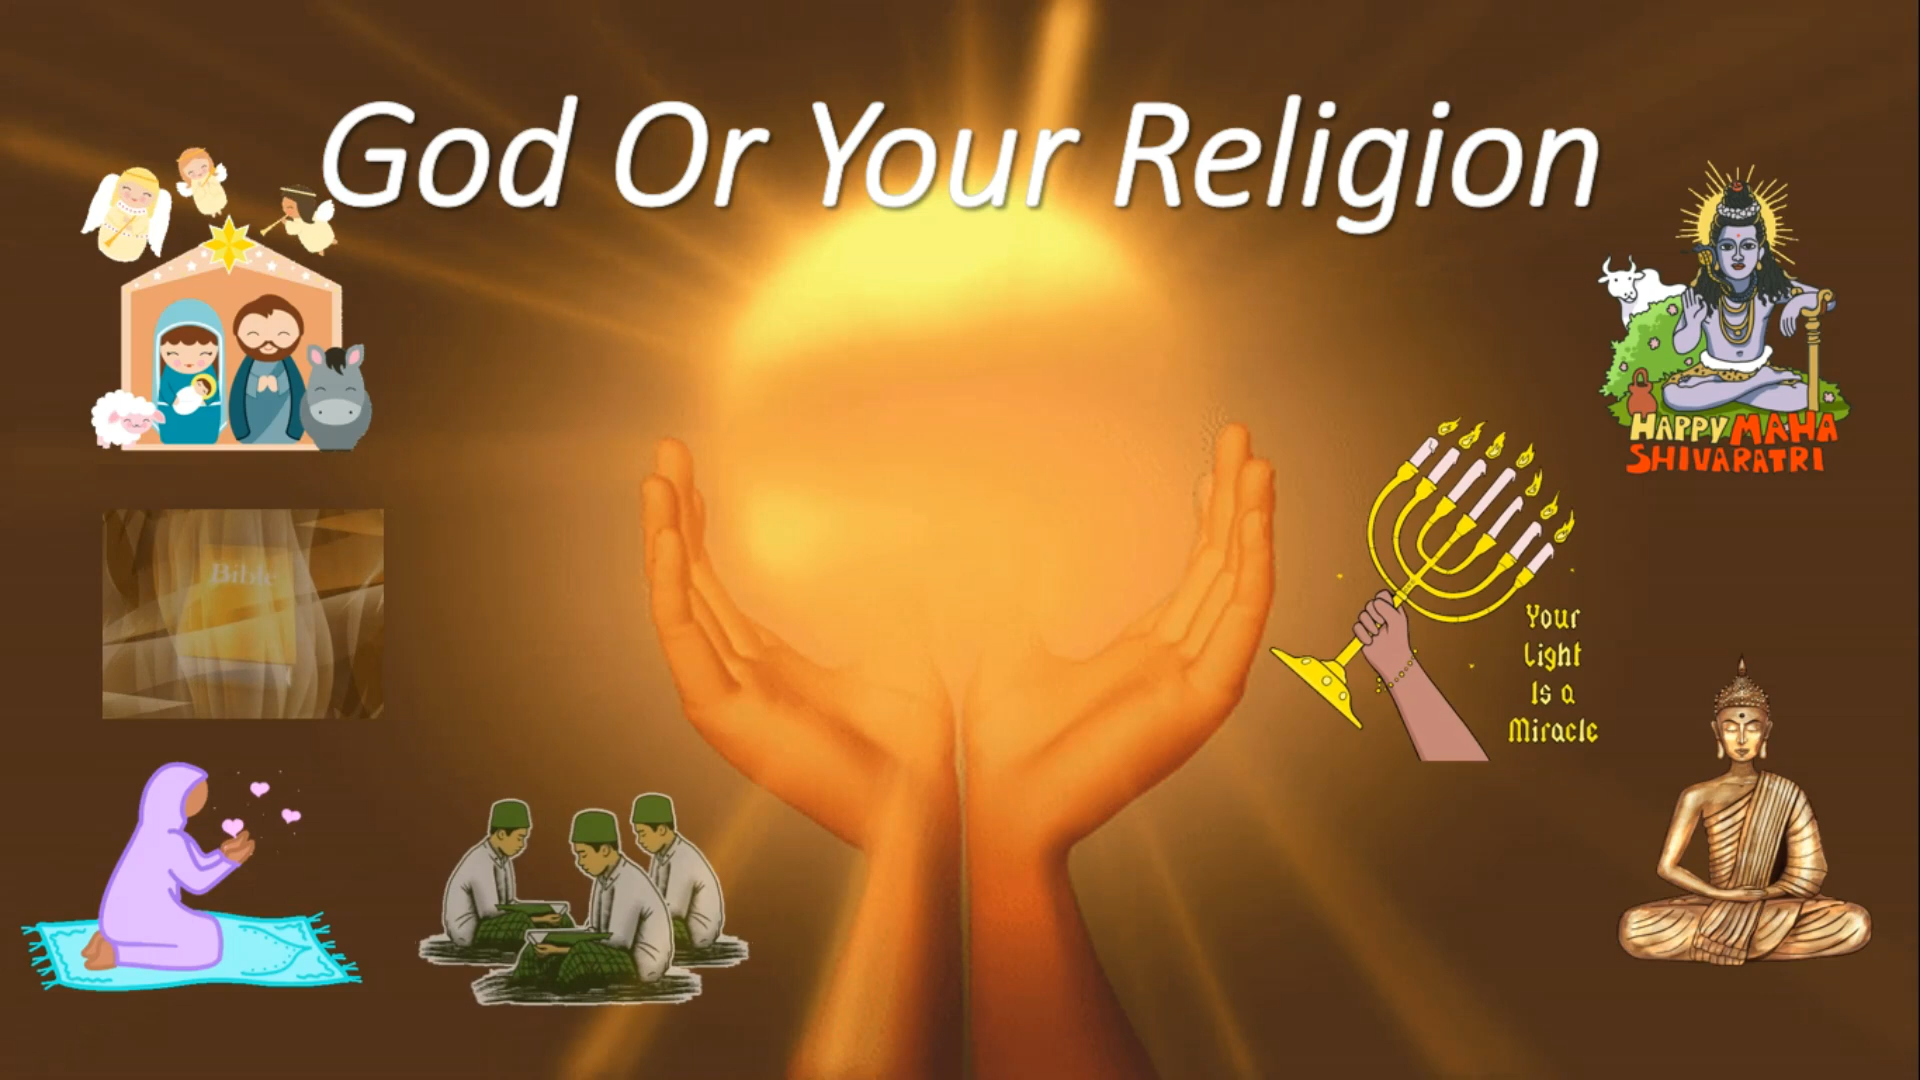 God Or Your Religion
Bible
HAPPY MAHA
SHIVARATRI
Your
Light
Is a
Miracle